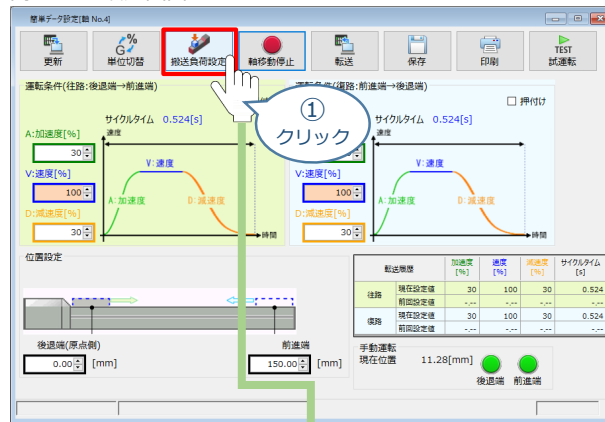 簡単データ設定[軸 No.4]
更新
単位切替
搬送負荷設定
軸移動停止
転送
保存
印刷
TEST
試運転
運転条件(往路:後退端→前進端)
サイクルタイム 0.524[s]
A:加速度[%]
30
V:速度[%]
100
D:減速度[%]
30
速度
V:速度
A:加速度
D:減速度
時間
:前進端→後退端)
押付け
サイクルタイム 0.524[s]
速度
V:速度[%]
100
D:減速度[%]
30
V:速度
A:加速度
D:減速度
時間
①
クリック
位置設定
後退端(原点側)
0.00 [mm]
前進端
150.00 [mm]
転送履歴 加速度[%] 速度[%] 減速度[%] サイクルタイム[s]
往路 現在設定値 30 100 30 0.524
前回設定値 -.-- -.-- -.-- -.--
復路 現在設定値 30 100 30 0.524
前回設定値 -.-- -.-- -.-- -.--
手動運転
現在位置 11.28[mm]
後退端 前進端